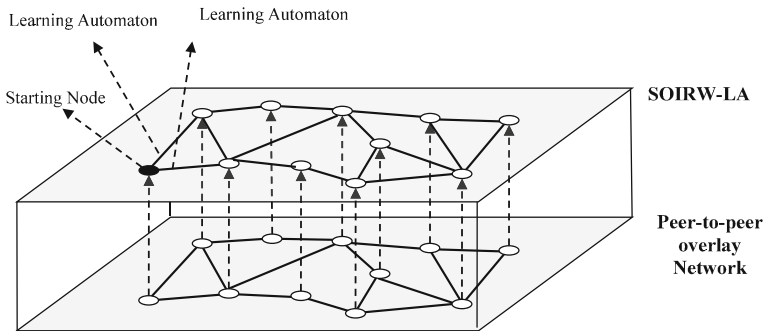 Learning Automaton
Learning Automaton
Starting Node
SOIRW-LA
Peer-to-peer
overlay
Network